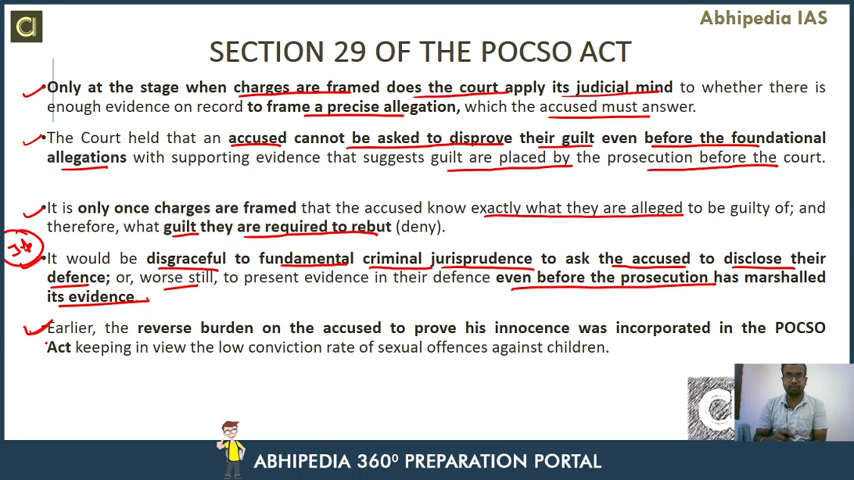 Abhipedia IAS
SECTION 29 OF THE POCSO ACT
•Only at the stage when charges are framed does the court apply its judicial mind to whether there is
enough evidence on record to frame a precise allegation, which the accused must answer.
•The Court held that an accused cannot be asked to disprove their guilt even before the foundational
allegations with supporting evidence that suggests guilt are placed by the prosecution before the court.
•It is only once charges are framed that the accused know exactly what they are alleged to be guilty of; and
therefore, what guilt they are required to rebut (deny).
•It would be disgraceful to fundamental criminal jurisprudence to ask the accused to disclose their
defence; or, worse still, to present evidence in their defence even before the prosecution has marshalled
its evidence.
•Earlier, the reverse burden on the accused to prove his innocence was incorporated in the POCSO
Act keeping in view the low conviction rate of sexual offences against children.
ABHIPEDIA 360⁰ PREPARATION PORTAL